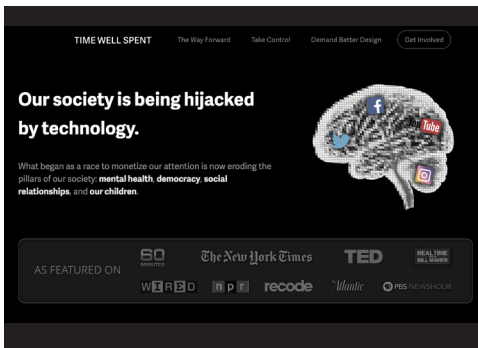 TIME WELL SPENT
The Way Forward
Take Control
Demand Better Design
Get Involved
Our society is being hijacked
by technology.
What began as a race to monetize our attention is now eroding the
pillars of our society: mental health, democracy, social
relationships, and our children.
You Tube
AS FEATURED ON
60 MINUTES
The New York Times
TED
REAL TIME
BILL MAHER
WIRED
npr
recode
The Atlantic
PBS NEWSHOUR